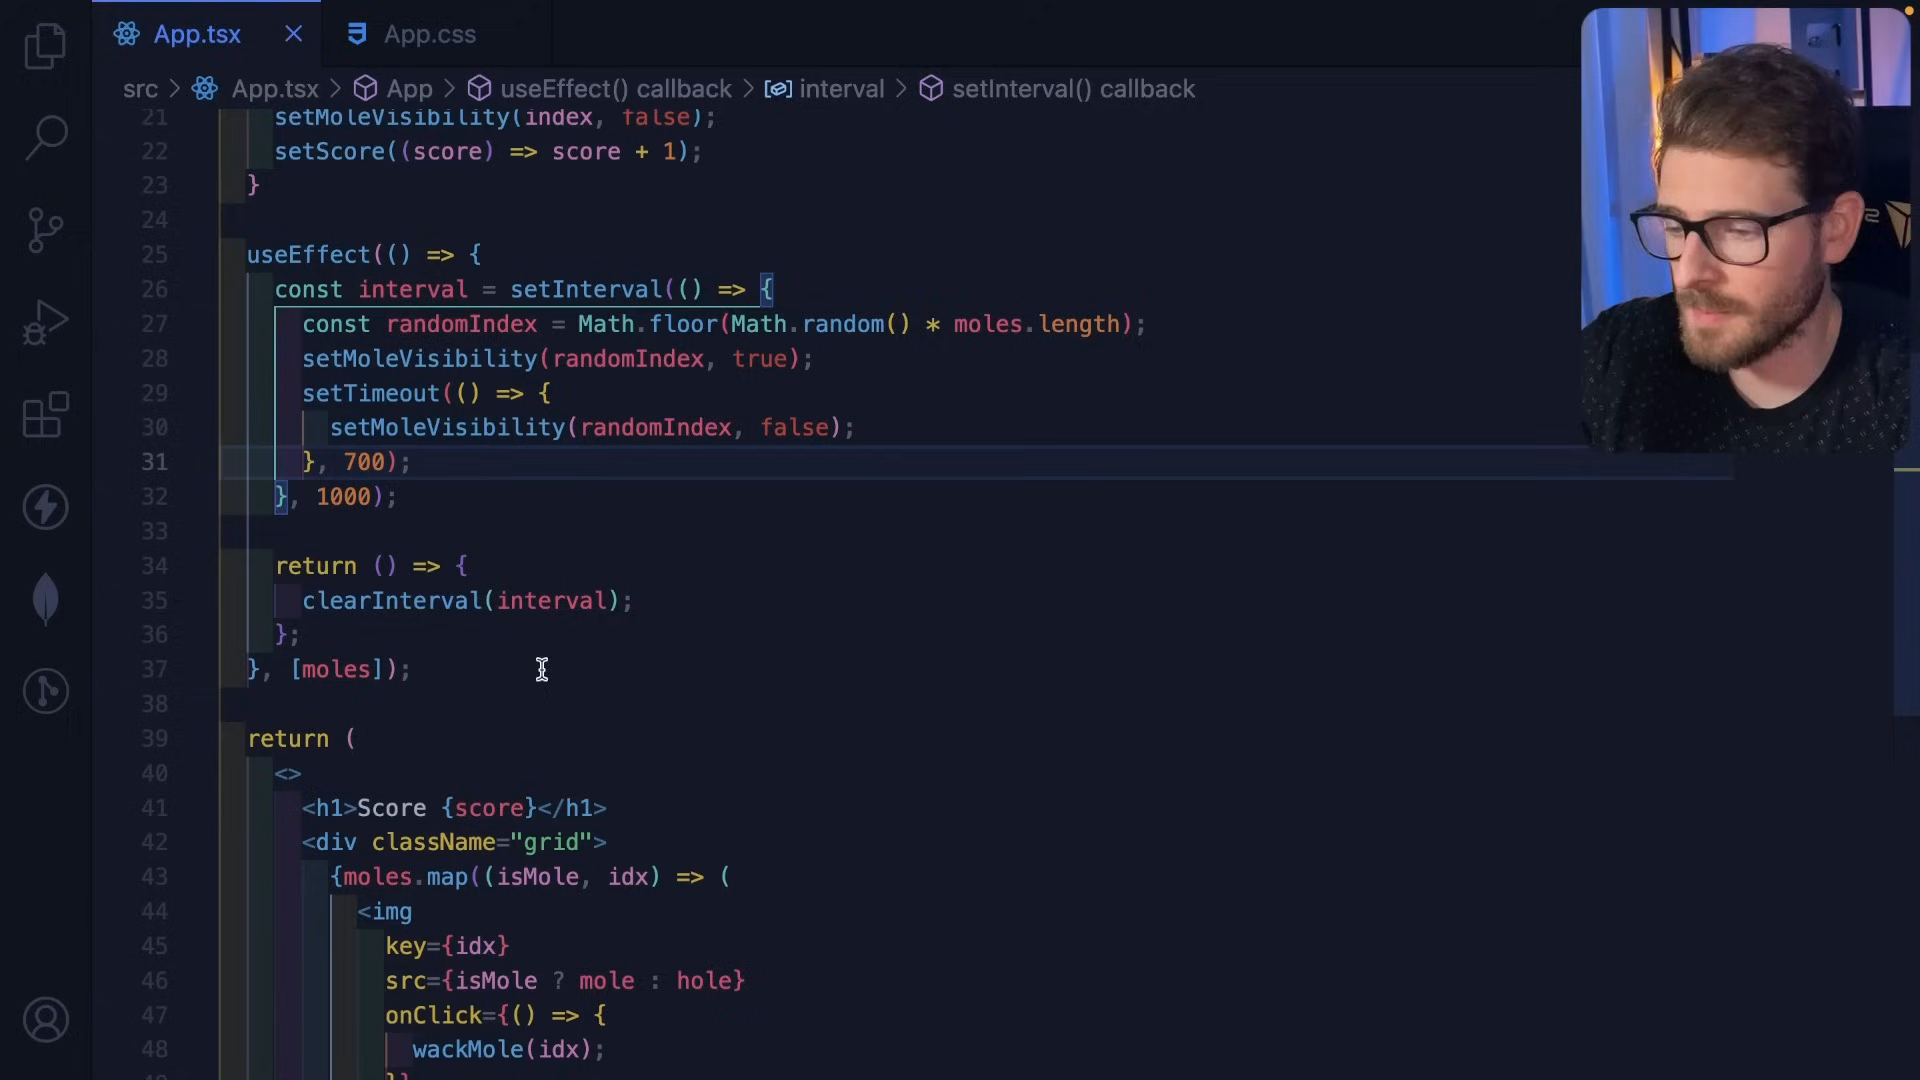 App.tsx
App.css
src > App.tsx > App > useEffect() callback > interval > setInterval() callback
21 setMoleVisibility(index, false);
22 setScore((score) => score + 1);
23 }
24
25 useEffect(() => {
26 const interval = setInterval(() => {
27 const randomIndex = Math.floor(Math.random() * moles.length);
28 setMoleVisibility(randomIndex, true);
29 setTimeout(() => {
30 setMoleVisibility(randomIndex, false);
31 }, 700);
32 }, 1000);
33
34 return () => {
35 clearInterval(interval);
36 };
37 }, [moles]);
38
39 return (
40 <>
41 <h1>Score {score}</h1>
42 <div className="grid">
43 {moles.map((isMole, idx) => (
44 <img
45 key={idx}
46 src={isMole ? mole : hole}
47 onClick={() => {
48 wackMole(idx);